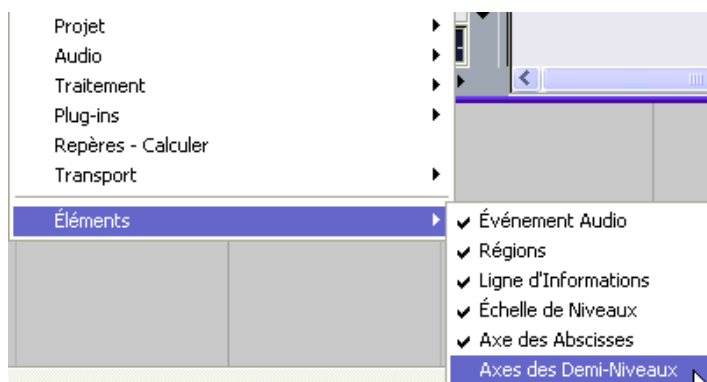 Projet
Audio
Traitement
Plug-ins
Repères - Calculer
Transport
Éléments
Événement Audio
Régions
Ligne d'Informations
Échelle de Niveaux
Axe des Abscisses
Axes des Demi-Niveaux